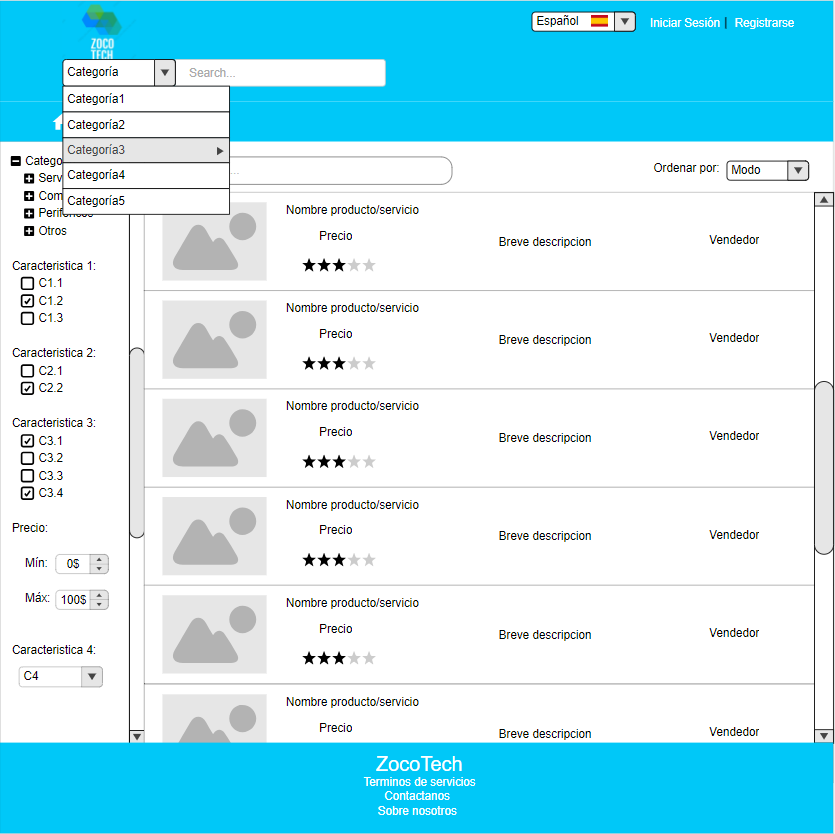 ZOCO
TECH
Español
Iniciar Sesión | Registrarse
Categoría
Search...
Categoría1
Categoría2
Categoría3
Categoría4
Categoría5
Catego
Serv
Com
Perifericos
Otros
Caracteristica 1:
C1.1
C1.2
C1.3
Caracteristica 2:
C2.1
C2.2
Caracteristica 3:
C3.1
C3.2
C3.3
C3.4
Precio:
Mín: 0$
Máx: 100$
Caracteristica 4:
C4
...
Ordenar por: Modo
Nombre producto/servicio
Precio
Breve descripcion
Vendedor
Nombre producto/servicio
Precio
Breve descripcion
Vendedor
Nombre producto/servicio
Precio
Breve descripcion
Vendedor
Nombre producto/servicio
Precio
Breve descripcion
Vendedor
Nombre producto/servicio
Precio
Breve descripcion
Vendedor
Nombre producto/servicio
Precio
Breve descripcion
Vendedor
ZocoTech
Terminos de servicios
Contactanos
Sobre nosotros